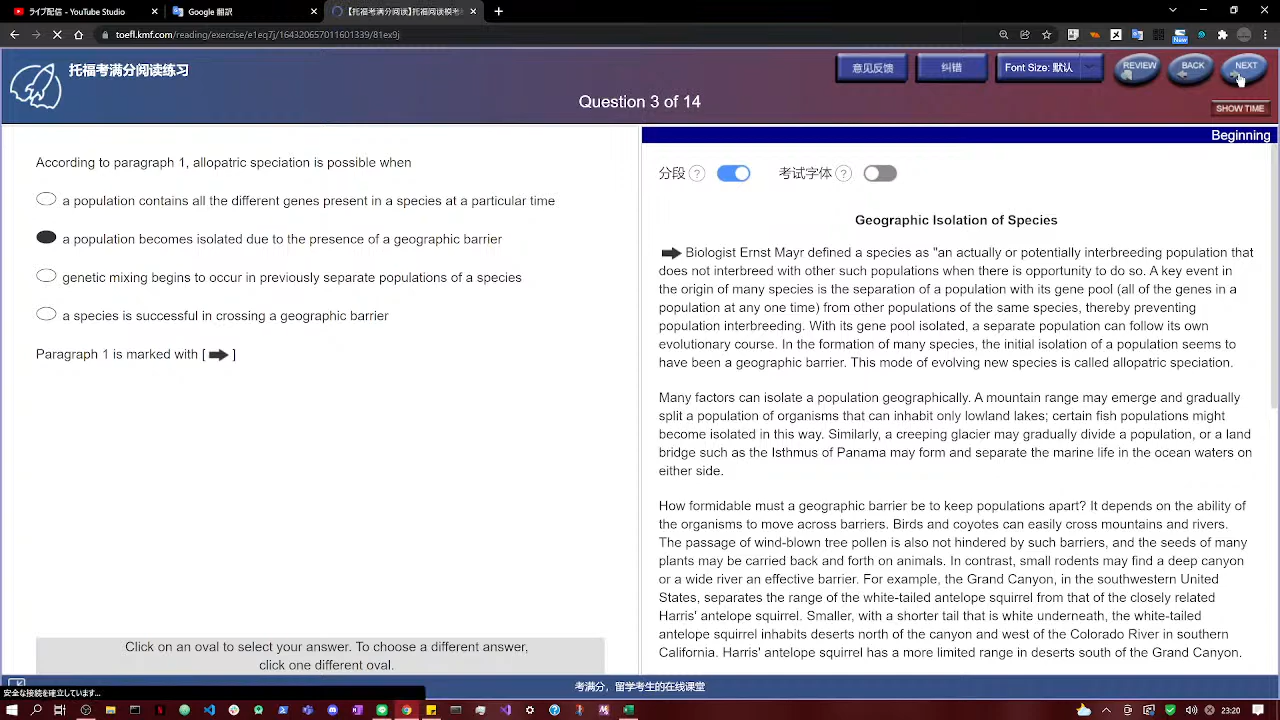 ライブ配信 - YouTube Studio
Google 翻訳
toefl.kmf.com/reading/exercise/e1eq7j/164320657011601339/81ex9j
托福考满分阅读练习
意见反馈
纠错
Font Size: 默认
REVIEW
BACK
NEXT
Question 3 of 14
SHOW TIME
Beginning
According to paragraph 1, allopatric speciation is possible when
a population contains all the different genes present in a species at a particular time
a population becomes isolated due to the presence of a geographic barrier
genetic mixing begins to occur in previously separate populations of a species
a species is successful in crossing a geographic barrier
Paragraph 1 is marked with [ ➡ ]
Click on an oval to select your answer. To choose a different answer,
click one different oval.
分段 ?
考试字体 ?
Geographic Isolation of Species
➡ Biologist Ernst Mayr defined a species as "an actually or potentially interbreeding population that
does not interbreed with other such populations when there is opportunity to do so. A key event in
the origin of many species is the separation of a population with its gene pool (all of the genes in a
population at any one time) from other populations of the same species, thereby preventing
population interbreeding. With its gene pool isolated, a separate population can follow its own
evolutionary course. In the formation of many species, the initial isolation of a population seems to
have been a geographic barrier. This mode of evolving new species is called allopatric speciation.
Many factors can isolate a population geographically. A mountain range may emerge and gradually
split a population of organisms that can inhabit only lowland lakes; certain fish populations might
become isolated in this way. Similarly, a creeping glacier may gradually divide a population, or a land
bridge such as the Isthmus of Panama may form and separate the marine life in the ocean waters on
either side.
How formidable must a geographic barrier be to keep populations apart? It depends on the ability of
the organisms to move across barriers. Birds and coyotes can easily cross mountains and rivers.
The passage of wind-blown tree pollen is also not hindered by such barriers, and the seeds of many
plants may be carried back and forth on animals. In contrast, small rodents may find a deep canyon
or a wide river an effective barrier. For example, the Grand Canyon, in the southwestern United
States, separates the range of the white-tailed antelope squirrel from that of the closely related
Harris' antelope squirrel. Smaller, with a shorter tail that is white underneath, the white-tailed
antelope squirrel inhabits deserts north of the canyon and west of the Colorado River in southern
California. Harris' antelope squirrel has a more limited range in deserts south of the Grand Canyon.
安全な接続を確立しています...
考满分，留学考生的在线课堂
23:20